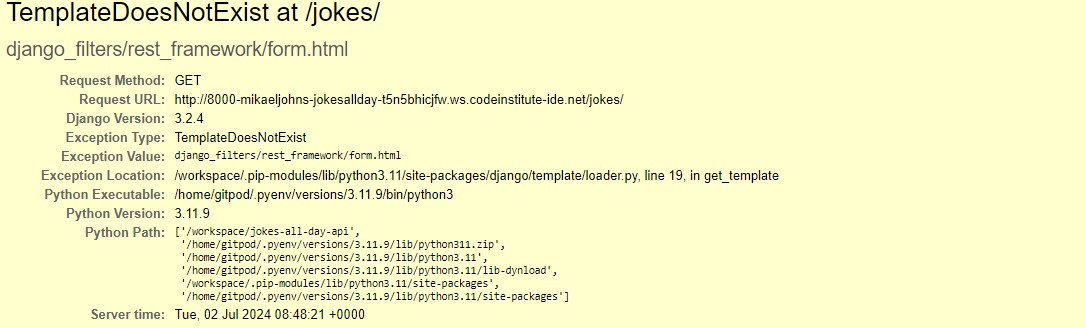 TemplateDoesNotExist at /jokes/
django_filters/rest_framework/form.html
Request Method: GET
Request URL: http://8000-mikaeljohns-jokesallday-t5n5bhicjfw.ws.codeinstitute-ide.net/jokes/
Django Version: 3.2.4
Exception Type: TemplateDoesNotExist
Exception Value: django_filters/rest_framework/form.html
Exception Location: /workspace/.pip-modules/lib/python3.11/site-packages/django/template/loader.py, line 19, in get_template
Python Executable: /home/gitpod/.pyenv/versions/3.11.9/bin/python3
Python Version: 3.11.9
Python Path: ['/workspace/jokes-all-day-api',
'/home/gitpod/.pyenv/versions/3.11.9/lib/python311.zip',
'/home/gitpod/.pyenv/versions/3.11.9/lib/python3.11',
'/home/gitpod/.pyenv/versions/3.11.9/lib/python3.11/lib-dynload',
'/workspace/.pip-modules/lib/python3.11/site-packages',
'/home/gitpod/.pyenv/versions/3.11.9/lib/python3.11/site-packages']
Server time: Tue, 02 Jul 2024 08:48:21 +0000